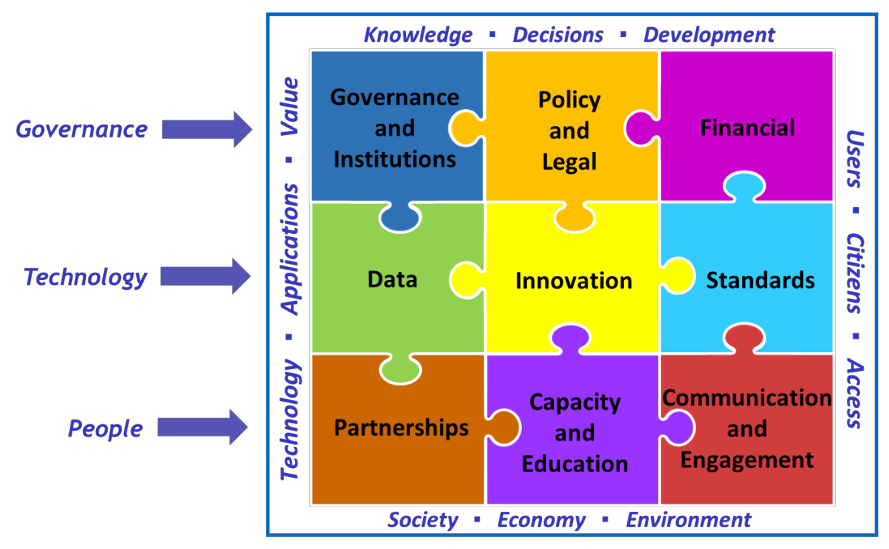 Knowledge ▪ Decisions ▪ Development
Governance
Technology
People
Technology ▪ Applications ▪ Value
Governance
and
Institutions
Policy
and
Legal
Financial
Data
Innovation
Standards
Partnerships
Capacity
and
Education
Communication
and
Engagement
Users ▪ Citizens ▪ Access
Society ▪ Economy ▪ Environment